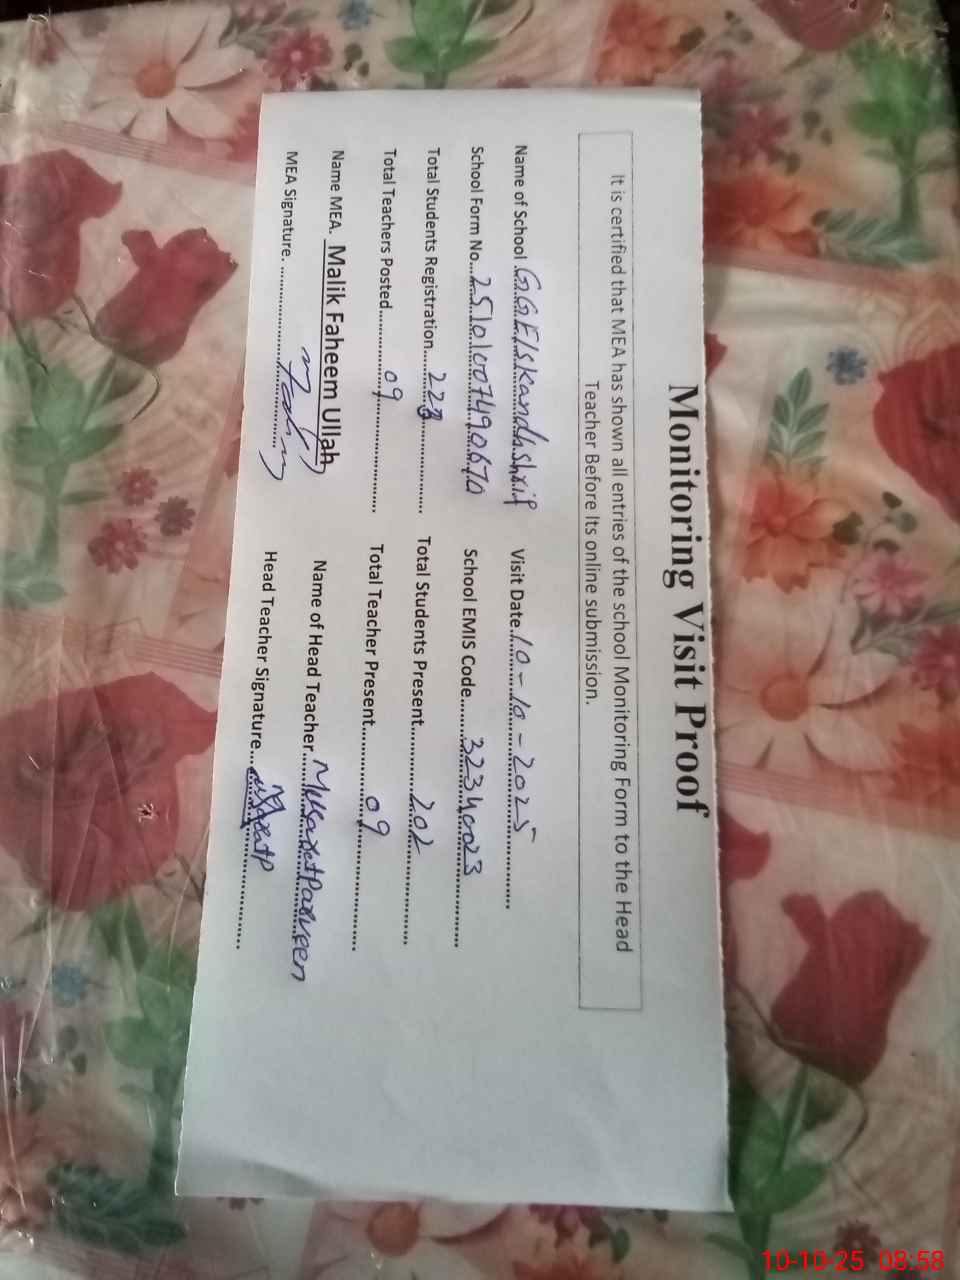 Monitoring Visit Proof
It is certified that MEA has shown all entries of the school Monitoring Form to the Head
Teacher Before Its online submission.
Name of School GGE/Skandhshrif Visit Date 10-10-2025
School Form No... 25101007490670 School EMIS Code 32340023
Total Students Registration 223 Total Students Present 202
Total Teachers Posted 09 Total Teacher Present 09
Name MEA. Malik Faheem Ullah Name of Head Teacher Parveen
MEA Signature. Head Teacher Signature
10-10-25 08:58